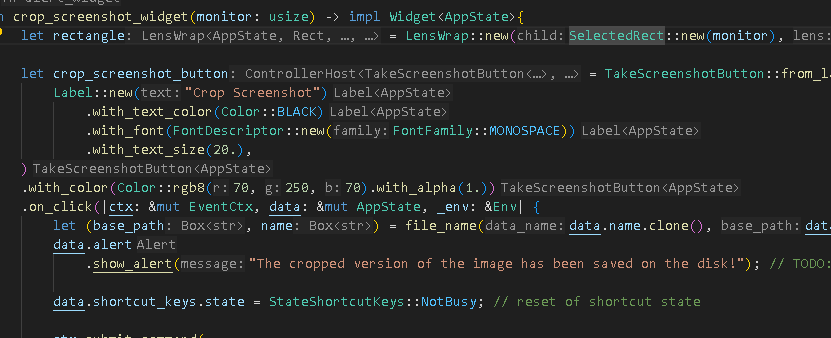 n crop_screenshot_widget(monitor: usize) -> impl Widget<AppState>{
let rectangle: LensWrap<AppState, Rect, …, …> = LensWrap::new(child: SelectedRect::new(monitor), lens:
let crop_screenshot_button: ControllerHost<TakeScreenshotButton<…>, …> = TakeScreenshotButton::from_la
Label::new(text: "Crop Screenshot") Label<AppState>
.with_text_color(Color::BLACK) Label<AppState>
.with_font(FontDescriptor::new(family: FontFamily::MONOSPACE)) Label<AppState>
.with_text_size(20.),
) TakeScreenshotButton<AppState>
.with_color(Color::rgb8(r: 70, g: 250, b: 70).with_alpha(1.)) TakeScreenshotButton<AppState>
.on_click(|ctx: &mut EventCtx, data: &mut AppState, _env: &Env| {
let (base_path: Box<str>, name: Box<str>) = file_name(data_name: data.name.clone(), base_path: dat
data.alert Alert
.show_alert(message: "The cropped version of the image has been saved on the disk!"); // TODO:
data.shortcut_keys.state = StateShortcutKeys::NotBusy; // reset of shortcut state